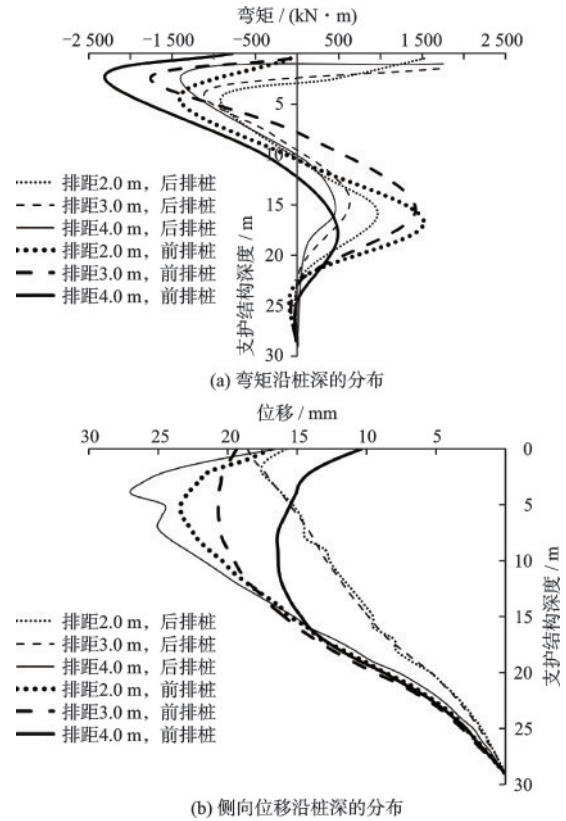 弯矩 / (kN · m)
−2 500 −1 500 −500 500 1 500 2 500
5
10
15
20
25
30
支护结构深度 / m
排距2.0 m，后排桩
排距3.0 m，后排桩
排距4.0 m，后排桩
排距2.0 m，前排桩
排距3.0 m，前排桩
排距4.0 m，前排桩
(a) 弯矩沿桩深的分布
位移 / mm
30 25 20 15 10 5 0
5
10
15
20
25
30
支护结构深度 / m
排距2.0 m，后排桩
排距3.0 m，后排桩
排距4.0 m，后排桩
排距2.0 m，前排桩
排距3.0 m，前排桩
排距4.0 m，前排桩
(b) 侧向位移沿桩深的分布